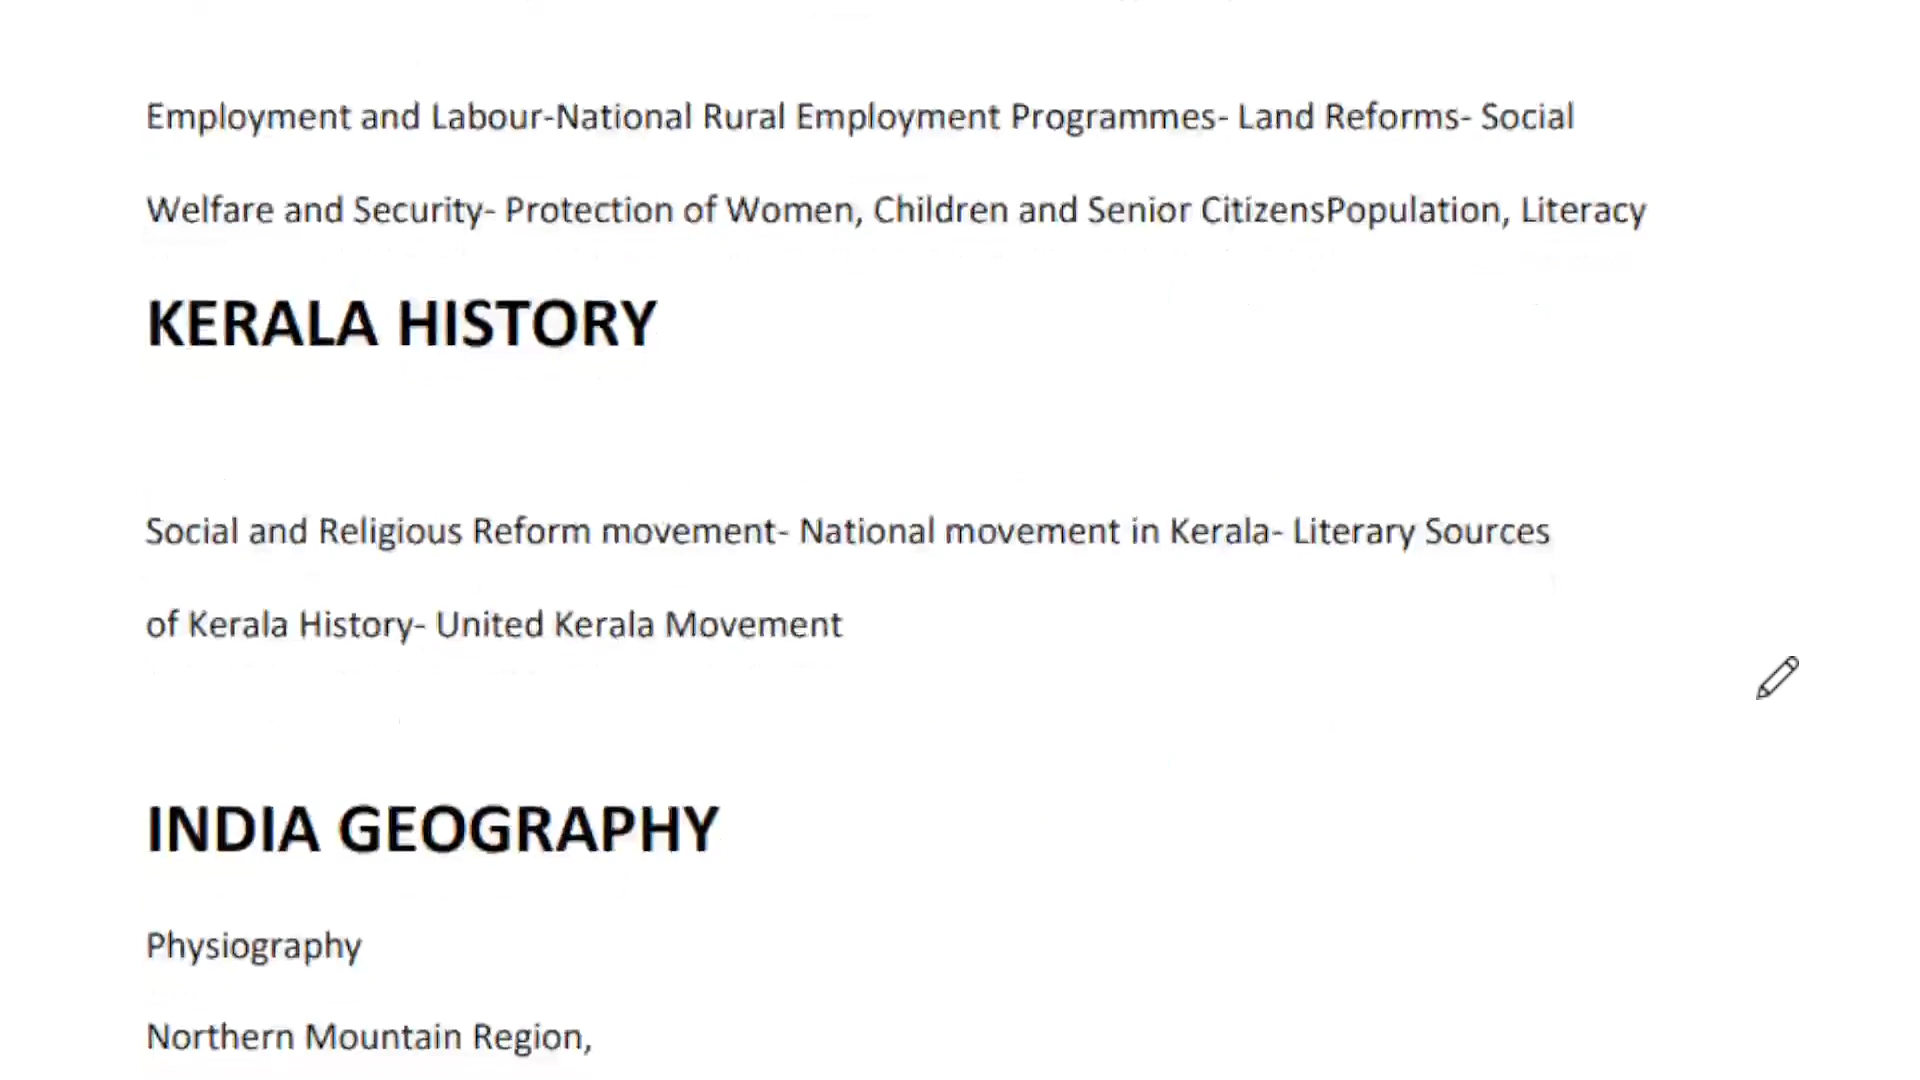 Employment and Labour-National Rural Employment Programmes- Land Reforms- Social
Welfare and Security- Protection of Women, Children and Senior CitizensPopulation, Literacy
KERALA HISTORY
Social and Religious Reform movement- National movement in Kerala- Literary Sources
of Kerala History- United Kerala Movement
INDIA GEOGRAPHY
Physiography
Northern Mountain Region,